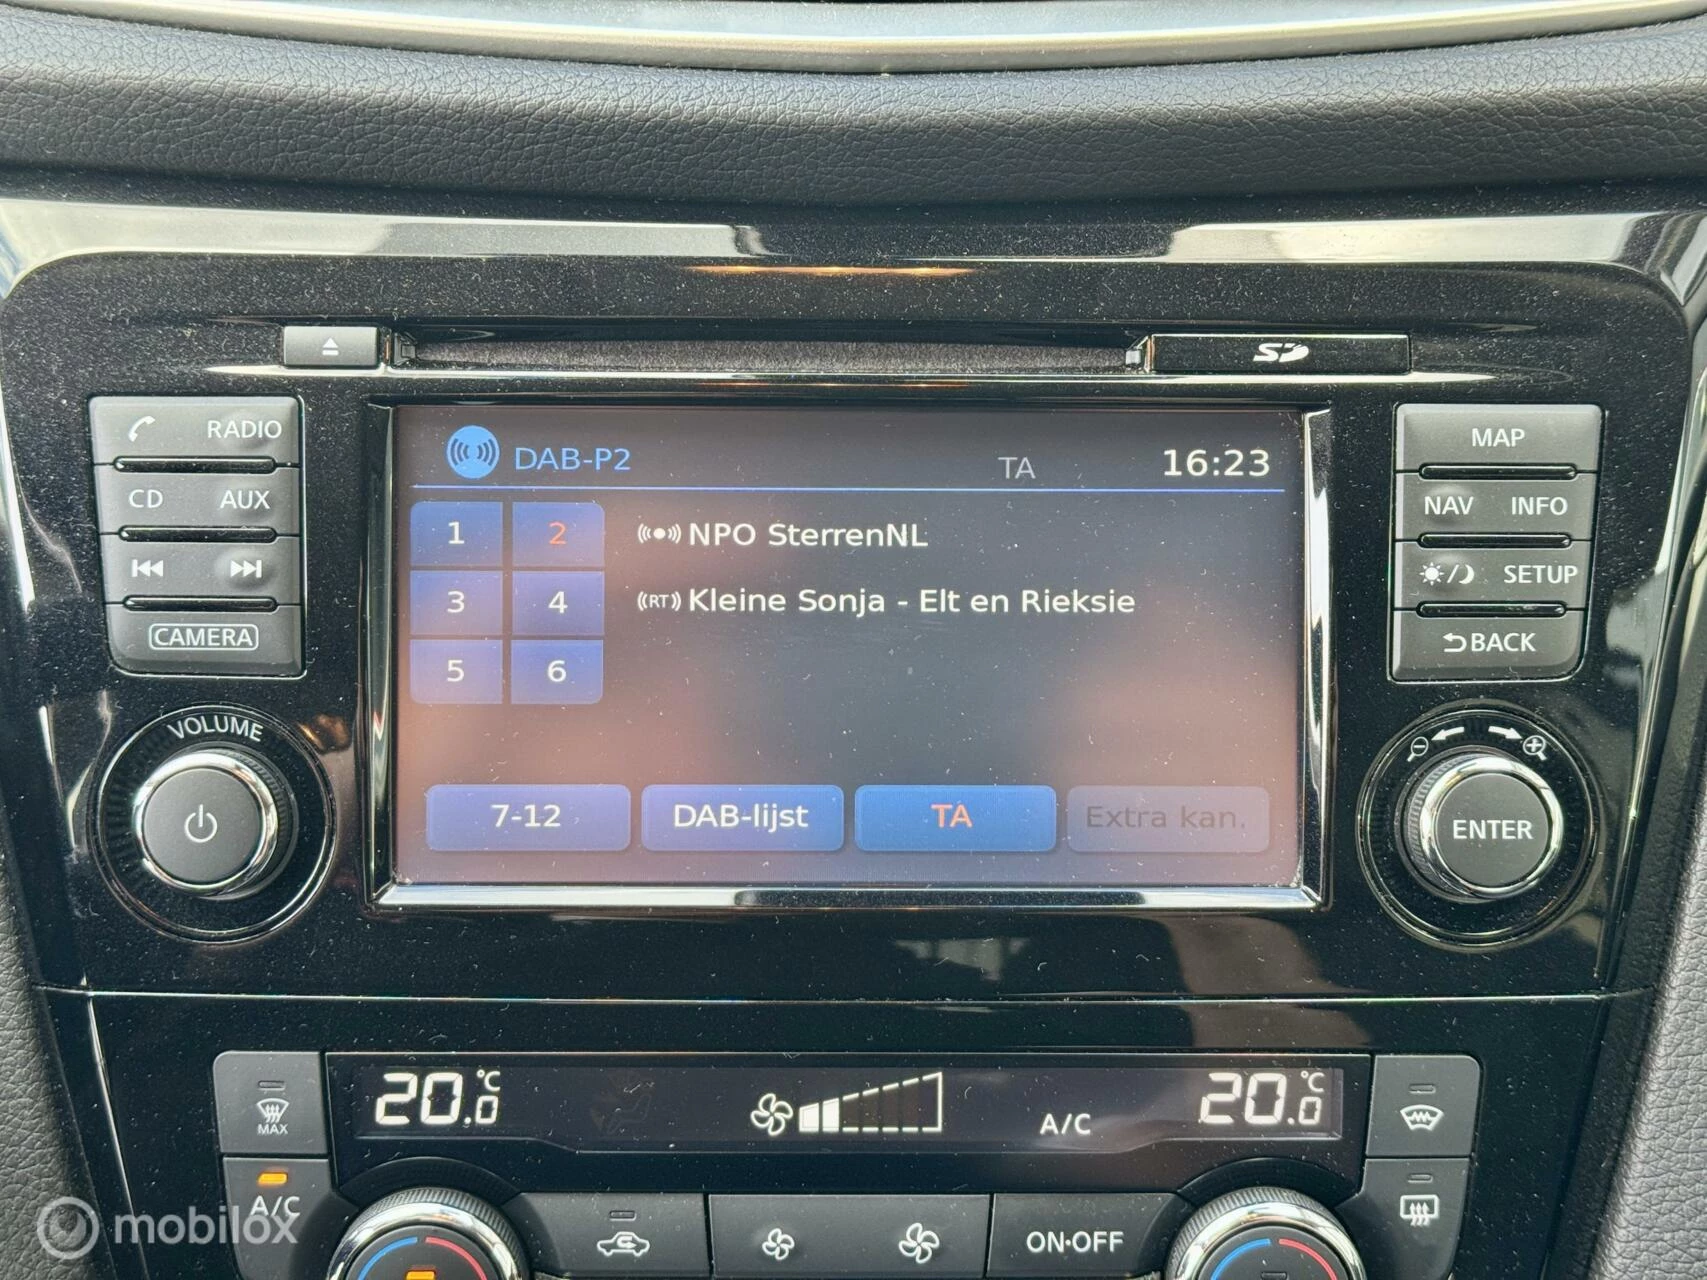 SD
RADIO
CD AUX
CAMERA
VOLUME
MAP
NAV INFO
SETUP
BACK
ENTER
DAB-P2 TA 16:23
1 2 NPO SterrenNL
3 4 (RT) Kleine Sonja - Elt en Rieksie
5 6
7-12 DAB-lijst TA Extra kan.
MAX
20.0 °C A/C 20.0 °C
A/C
ON•OFF
mobilox